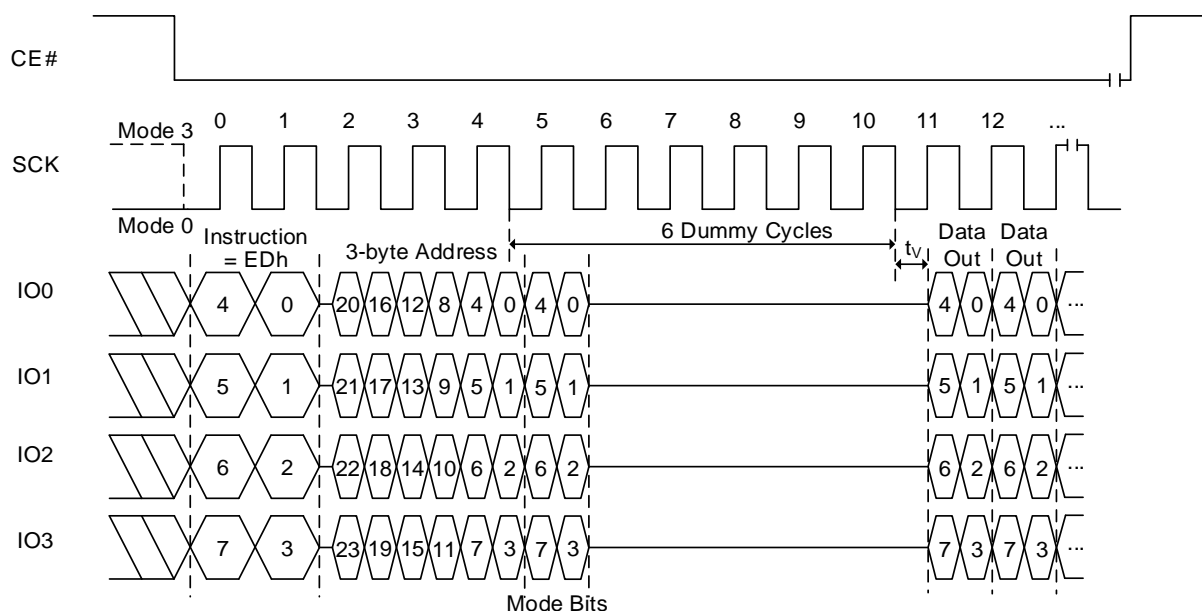 CE#
0 1 2 3 4 5 6 7 8 9 10 11 12 ...
Mode 3
SCK
Mode 0
Instruction
= EDh
3-byte Address
6 Dummy Cycles
tV
Data
Out
Data
Out
IO0 4 0 20 16 12 8 4 0 4 0 4 0 4 0 ...
IO1 5 1 21 17 13 9 5 1 5 1 5 1 5 1 ...
IO2 6 2 22 18 14 10 6 2 6 2 6 2 6 2 ...
IO3 7 3 23 19 15 11 7 3 7 3 7 3 7 3 ...
Mode Bits